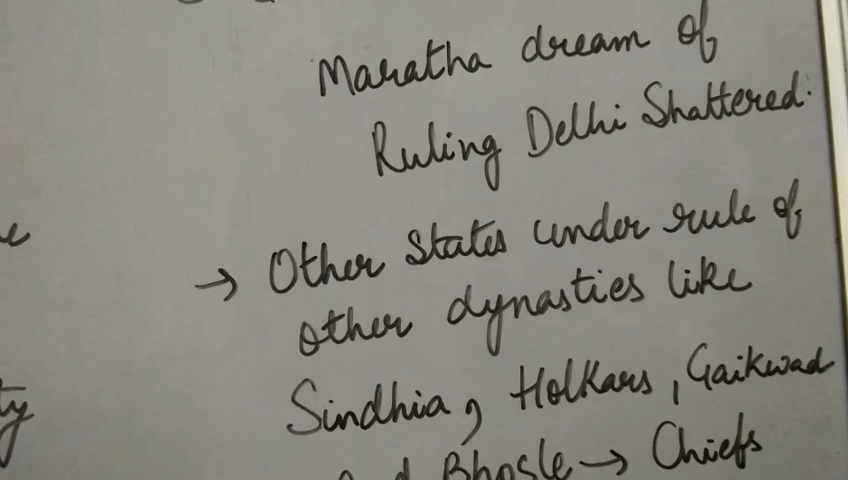 Maratha dream of
Ruling Delhi Shattered.
→ Other States under rule of
other dynasties like
Sindhia, Holkars, Gaikwad
Bhosle → Chiefs